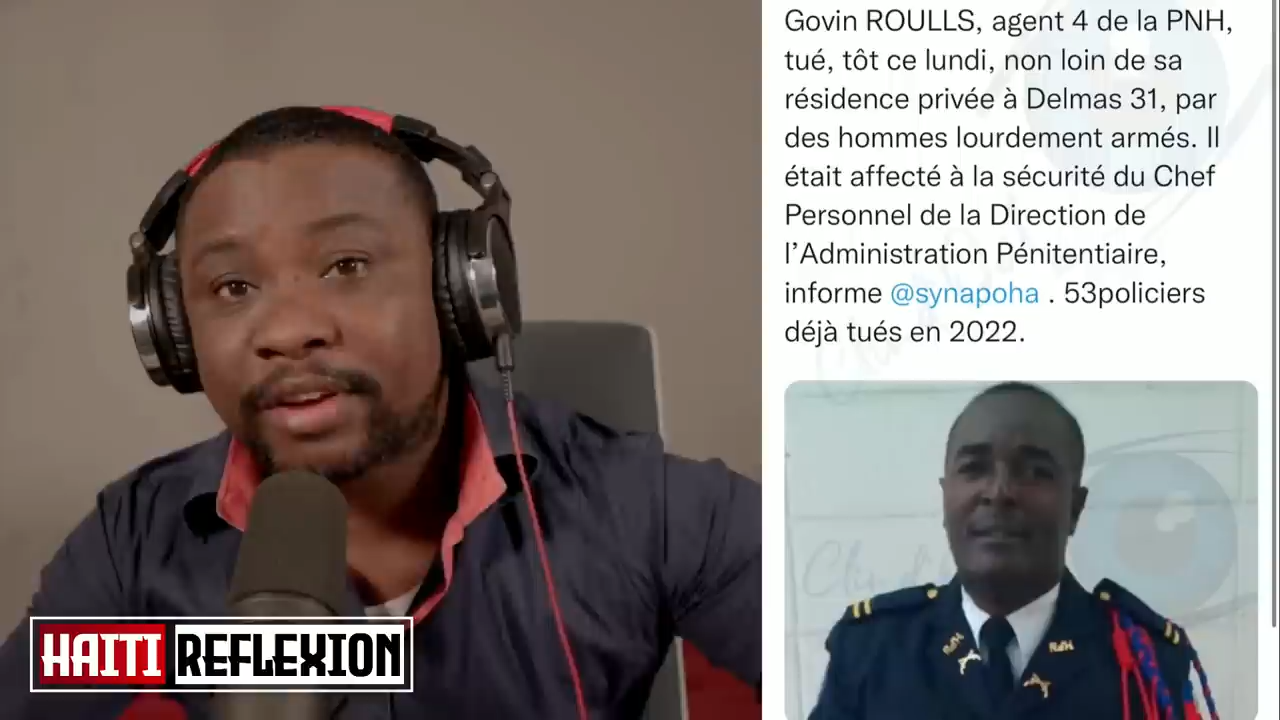 Govin ROULLS, agent 4 de la PNH,
tué, tôt ce lundi, non loin de sa
résidence privée à Delmas 31, par
des hommes lourdement armés. Il
était affecté à la sécurité du Chef
Personnel de la Direction de
l’Administration Pénitentiaire,
informe @synapoha . 53policiers
déjà tués en 2022.
HAITI REFLEXION